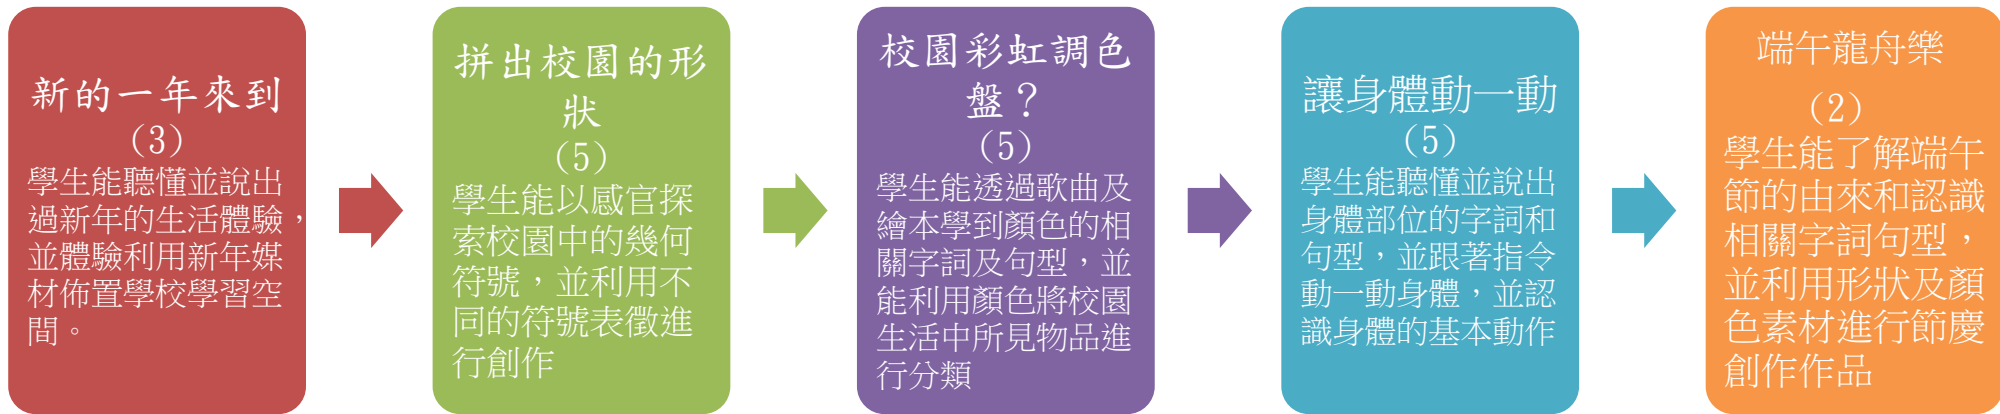 新的一年來到
(3)
學生能聽懂並說出
過新年的生活體驗，
並體驗利用新年媒
材佈置學校學習空
間。
拼出校園的形
狀
(5)
學生能以感官探
索校園中的幾何
符號，並利用不
同的符號表徵進
行創作
校園彩虹調色
盤？
(5)
學生能透過歌曲及
繪本學到顏色的相
關字詞及句型，並
能利用顏色將校園
生活中所見物品進
行分類
讓身體動一動
(5)
學生能聽懂並說出
身體部位的字詞和
句型，並跟著指令
動一動身體，並認
識身體的基本動作
端午龍舟樂
(2)
學生能了解端午
節的由來和認識
相關字詞句型，
並利用形狀及顏
色素材進行節慶
創作作品